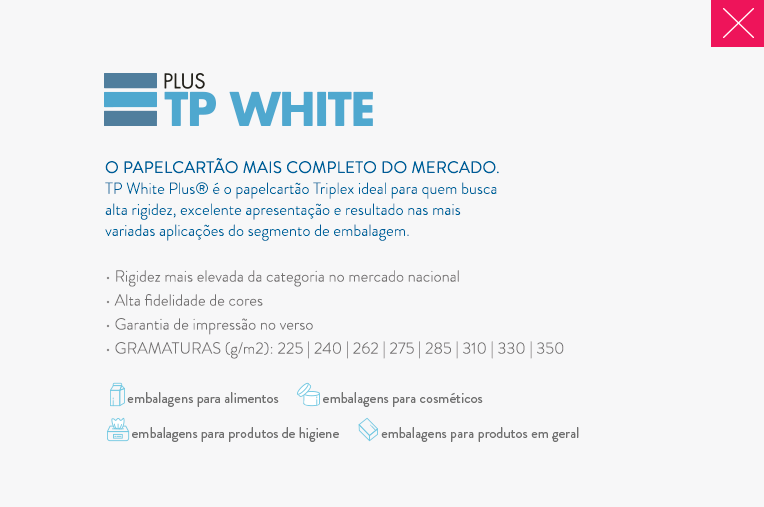 PLUS
TP WHITE
O PAPELCARTÃO MAIS COMPLETO DO MERCADO.
TP White Plus® é o papelcartão Triplex ideal para quem busca
alta rigidez, excelente apresentação e resultado nas mais
variadas aplicações do segmento de embalagem.
• Rigidez mais elevada da categoria no mercado nacional
• Alta fidelidade de cores
• Garantia de impressão no verso
• GRAMATURAS (g/m2): 225 | 240 | 262 | 275 | 285 | 310 | 330 | 350
embalagens para alimentos embalagens para cosméticos
embalagens para produtos de higiene embalagens para produtos em geral